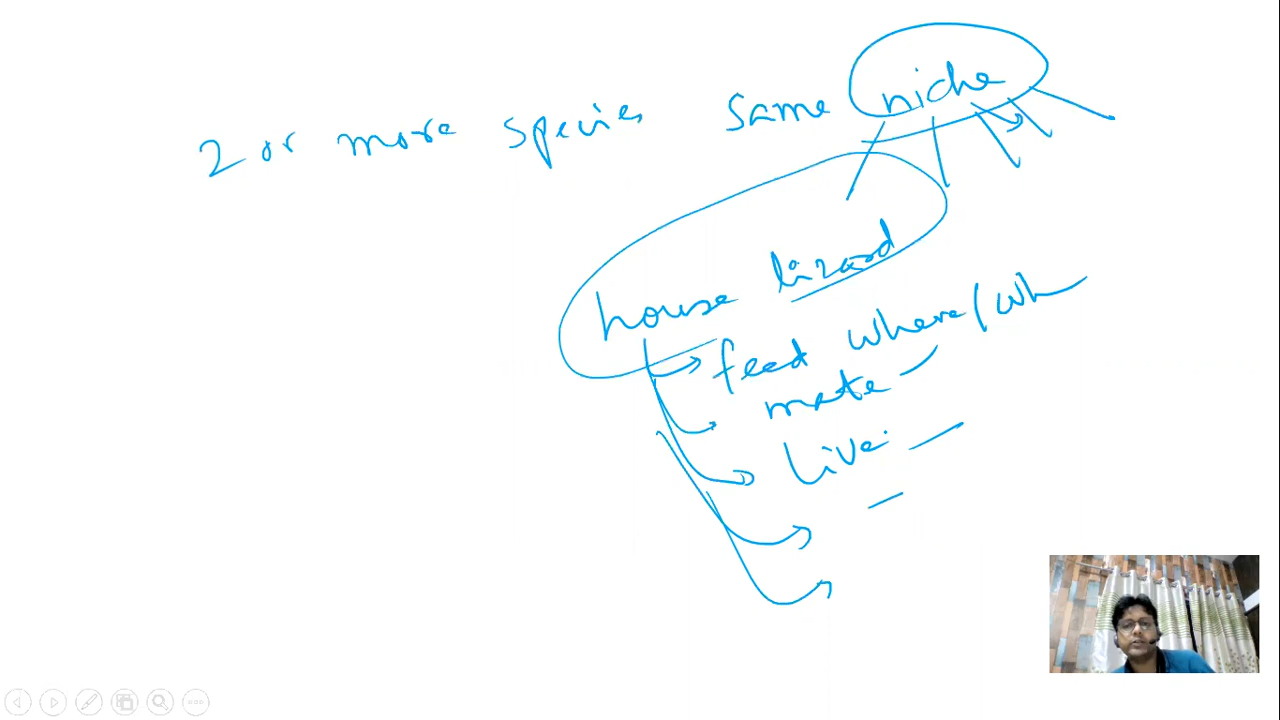 2 or more species same niche
house lizard
feed where/wh
mate
live